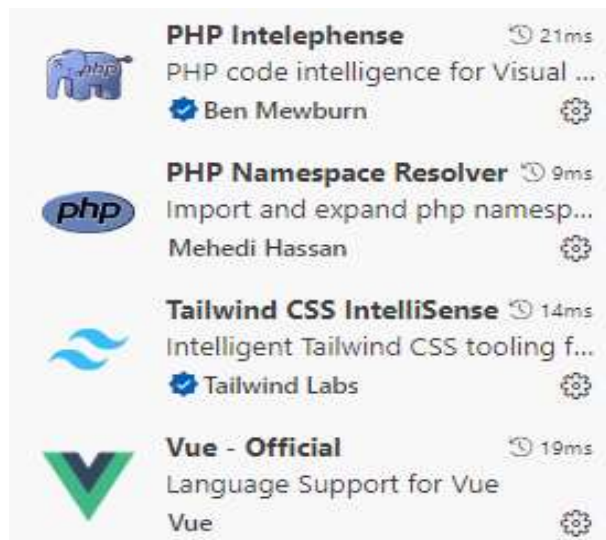 PHP Intelephense 21ms
PHP code intelligence for Visual ...
Ben Mewburn
PHP Namespace Resolver 9ms
php Import and expand php namesp...
Mehedi Hassan
Tailwind CSS IntelliSense 14ms
Intelligent Tailwind CSS tooling f...
Tailwind Labs
Vue - Official 19ms
Language Support for Vue
Vue